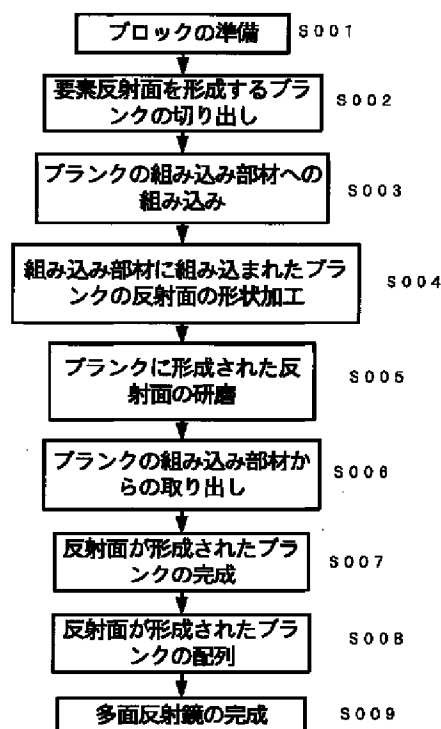 ブロックの準備
S001
要素反射面を形成するブラ
ンクの切り出し
S002
ブランクの組み込み部材への
組み込み
S003
組み込み部材に組み込まれたブラ
ンクの反射面の形状加工
S004
ブランクに形成された反
射面の研磨
S005
ブランクの組み込み部材か
らの取り出し
S006
反射面が形成されたブラン
クの完成
S007
反射面が形成されたブラン
クの配列
S008
多面反射鏡の完成
S009